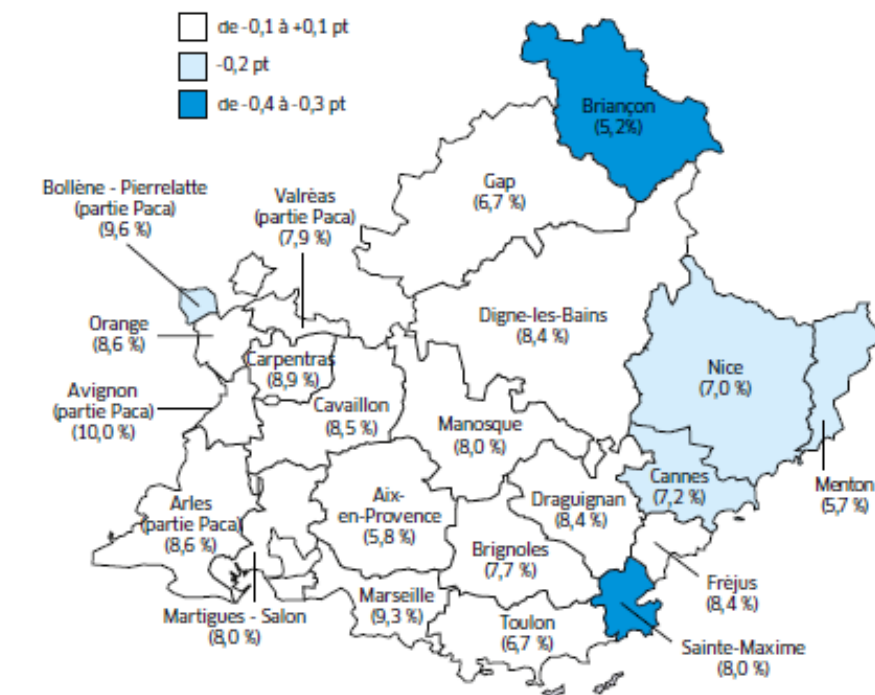 de -0,1 à +0,1 pt
-0,2 pt
de -0,4 à -0,3 pt
Briançon
(5,2%)
Gap
(6,7 %)
Bollène - Pierrelatte
(partie Paca)
(9,6 %)
Valréas
(partie Paca)
(7,9 %)
Digne-les-Bains
(8,4 %)
Orange
(8,6 %)
Carpentras
(8,9 %)
Nice
(7,0 %)
Avignon
(partie Paca)
(10,0 %)
Cavaillon
(8,5 %)
Manosque
(8,0 %)
Cannes
(7,2 %)
Menton
(5,7 %)
Arles
(partie Paca)
(8,6 %)
Aix-
en-Provence
(5,8 %)
Draguignan
(8,4 %)
Brignoles
(7,7 %)
Fréjus
(8,4 %)
Martigues - Salon
(8,0 %)
Marseille
(9,3 %)
Toulon
(6,7 %)
Sainte-Maxime
(8,0 %)